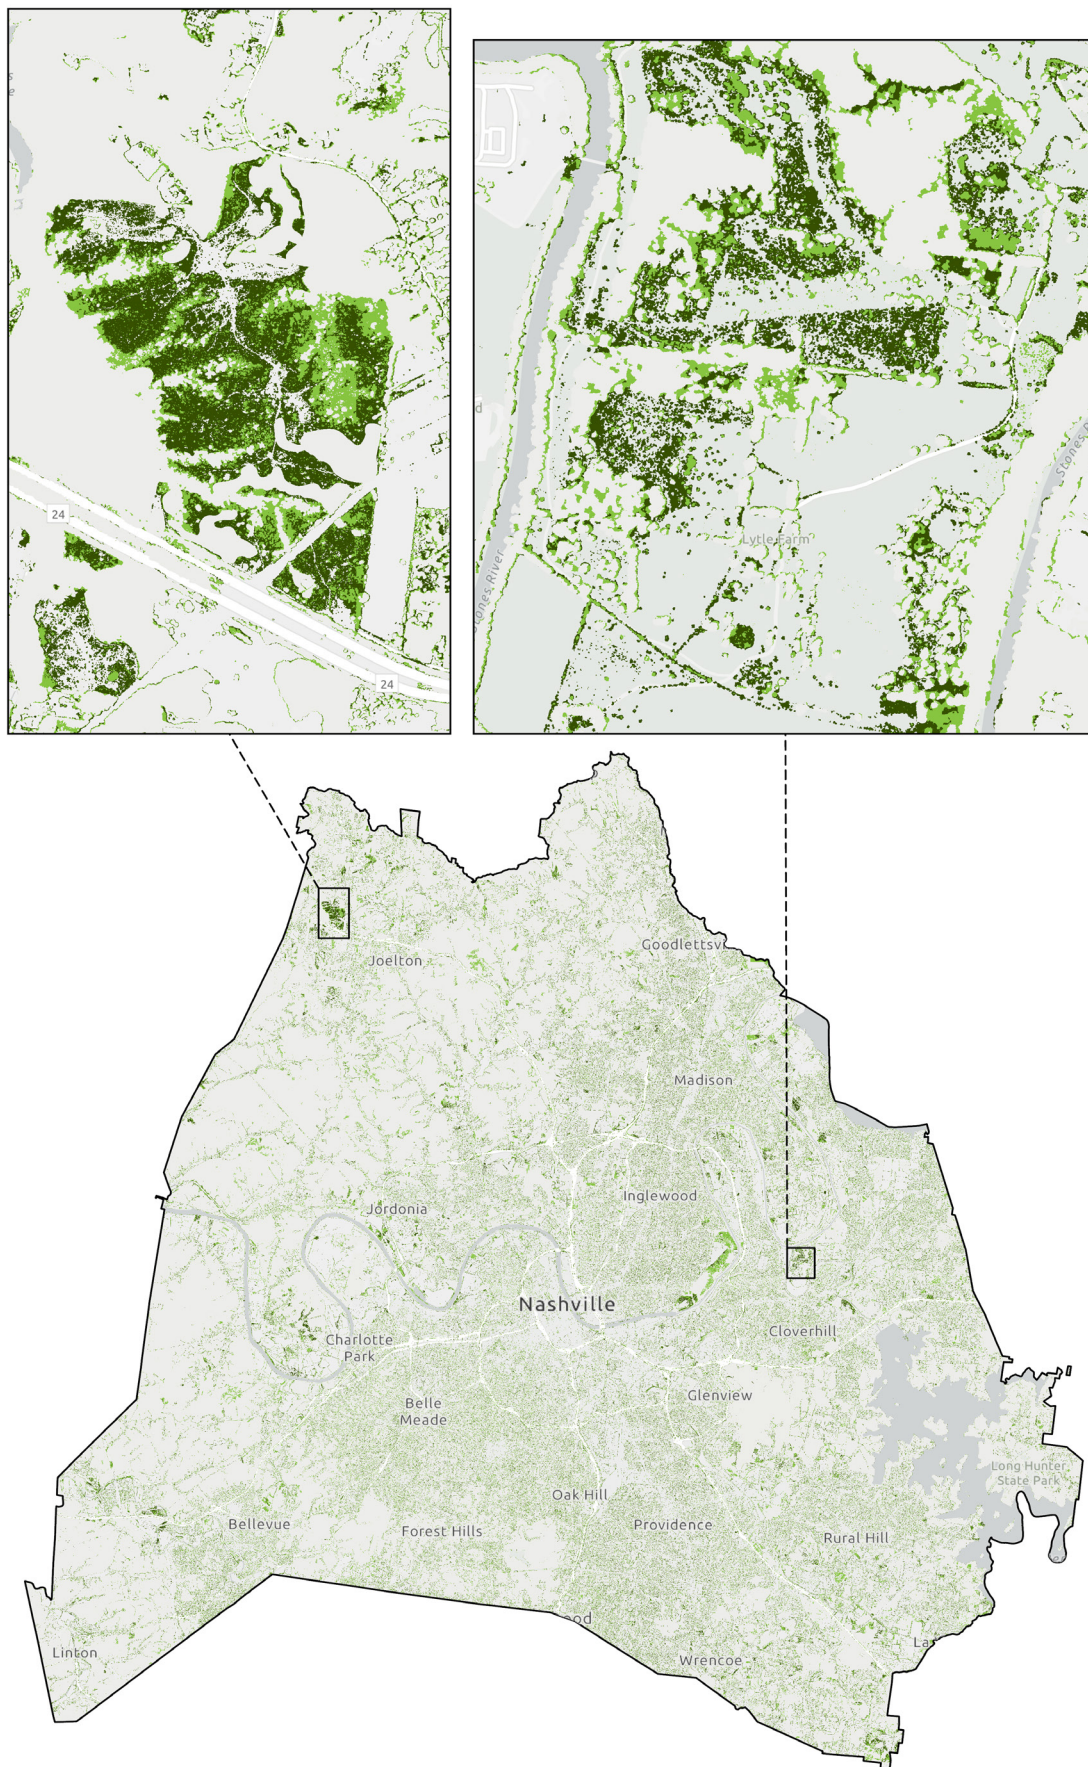 24
24
Lytle Farm
Stones River
Joelton
Madison
Inglewood
Jordonia
Nashville
Cloverhill
Charlotte
Park
Glenview
Belle
Meade
Long Hunter
State Park
Oak Hill
Bellevue
Forest Hills
Providence
Rural Hill
Linton
Wrencoe
La